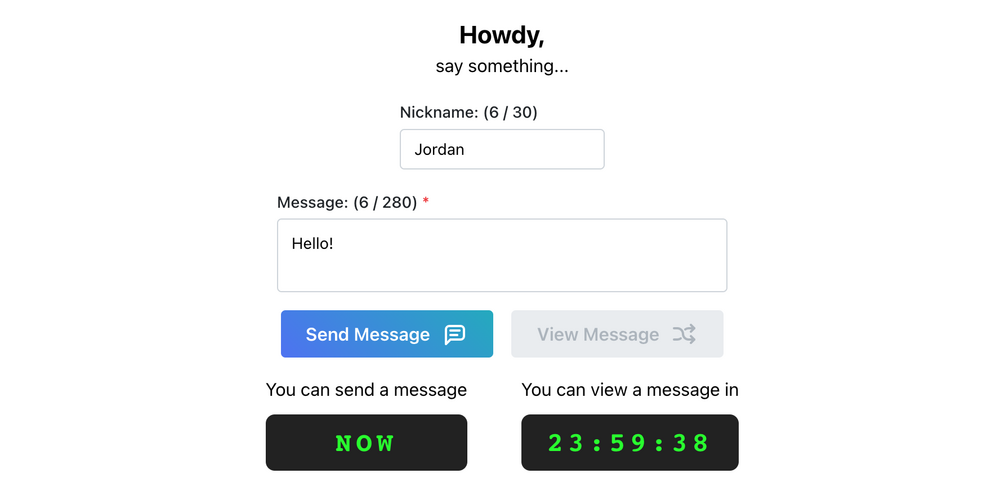 Howdy,
say something...
Nickname: (6 / 30)
Jordan
Message: (6 / 280) *
Hello!
Send Message
View Message
You can send a message
You can view a message in
NOW
23:59:38